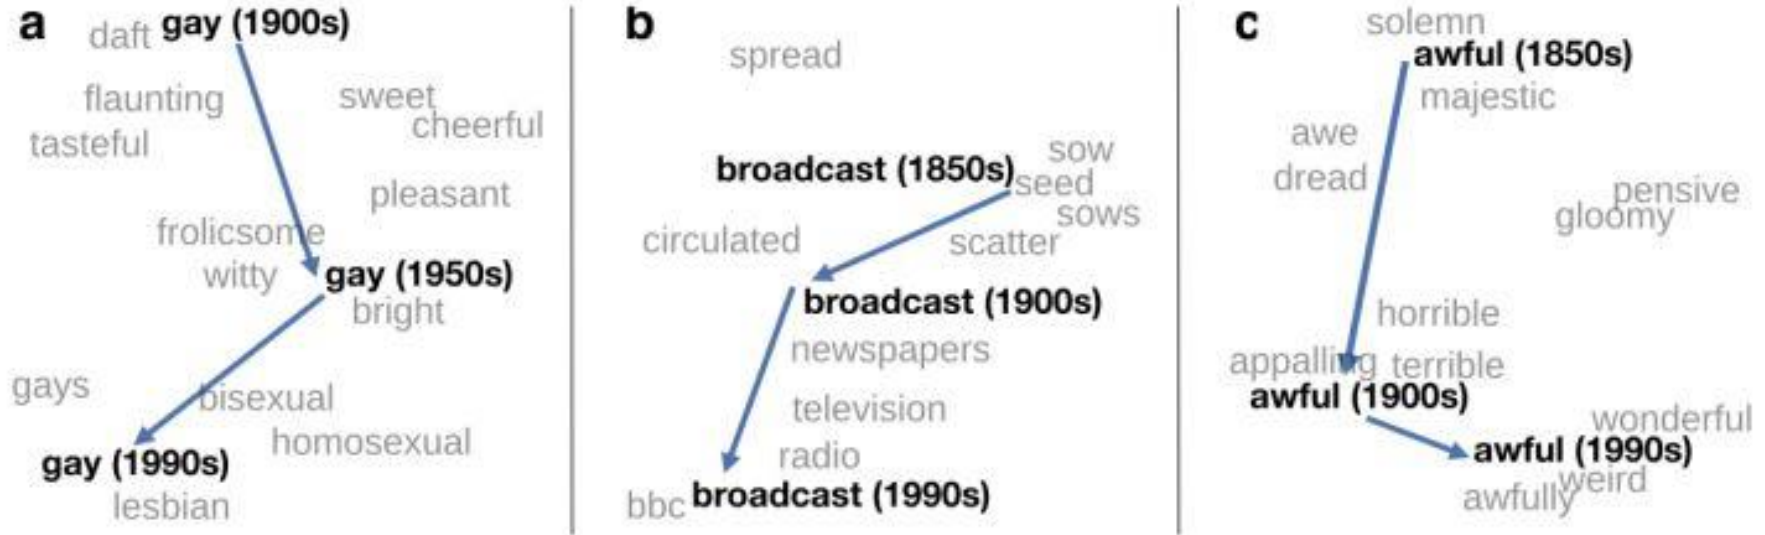 a
daft gay (1900s)
flaunting
sweet
cheerful
tasteful
pleasant
frolicsome
witty
gay (1950s)
bright
gays
bisexual
homosexual
gay (1990s)
lesbian
b
spread
sow
broadcast (1850s)
seed
sows
circulated
scatter
broadcast (1900s)
newspapers
television
radio
bbc broadcast (1990s)
c
solemn
awful (1850s)
majestic
awe
dread
pensive
gloomy
horrible
appalling terrible
awful (1900s)
wonderful
awful (1990s)
weird
awfully